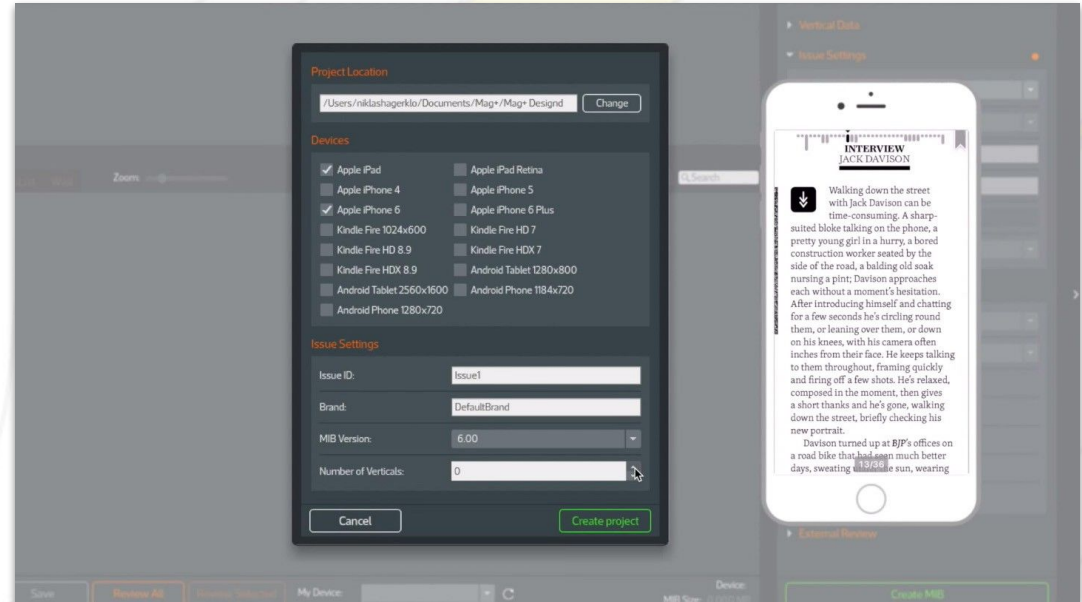 Project Location
/Users/niklashagerklo/Documents/Mag+/Mag+ Designd
Change
Devices
Apple iPad
Apple iPad Retina
Apple iPhone 4
Apple iPhone 5
Apple iPhone 6
Apple iPhone 6 Plus
Kindle Fire 1024x600
Kindle Fire HD 7
Kindle Fire HD 8.9
Kindle Fire HDX 7
Kindle Fire HDX 8.9
Android Tablet 1280x800
Android Tablet 2560x1600
Android Phone 1184x720
Android Phone 1280x720
Issue Settings
Issue ID:
Issue1
Brand:
DefaultBrand
MIB Version:
6.00
Number of Verticals:
0
Cancel
Create project
Zoom:
Search
Save
Review All
Review Selected
My Device:
Device:
MIB Size:
Vertical Data
Issue Settings
INTERVIEW
JACK DAVISON
Walking down the street
with Jack Davison can be
time-consuming. A sharp-
suited bloke talking on the phone, a
pretty young girl in a hurry, a bored
construction worker seated by the
side of the road, a balding old soak
nursing a pint; Davison approaches
each without a moment's hesitation.
After introducing himself and chatting
for a few seconds he's circling round
them, or leaning over them, or down
on his knees, with his camera often
inches from their face. He keeps talking
to them throughout, framing quickly
and firing off a few shots. He's relaxed,
composed in the moment, then gives
a short thanks and he's gone, walking
down the street, briefly checking his
new portrait.
Davison turned up at BJP's offices on
a road bike that had seen much better
days, sweating sun, wearing
13/36
External Review
Create MIB